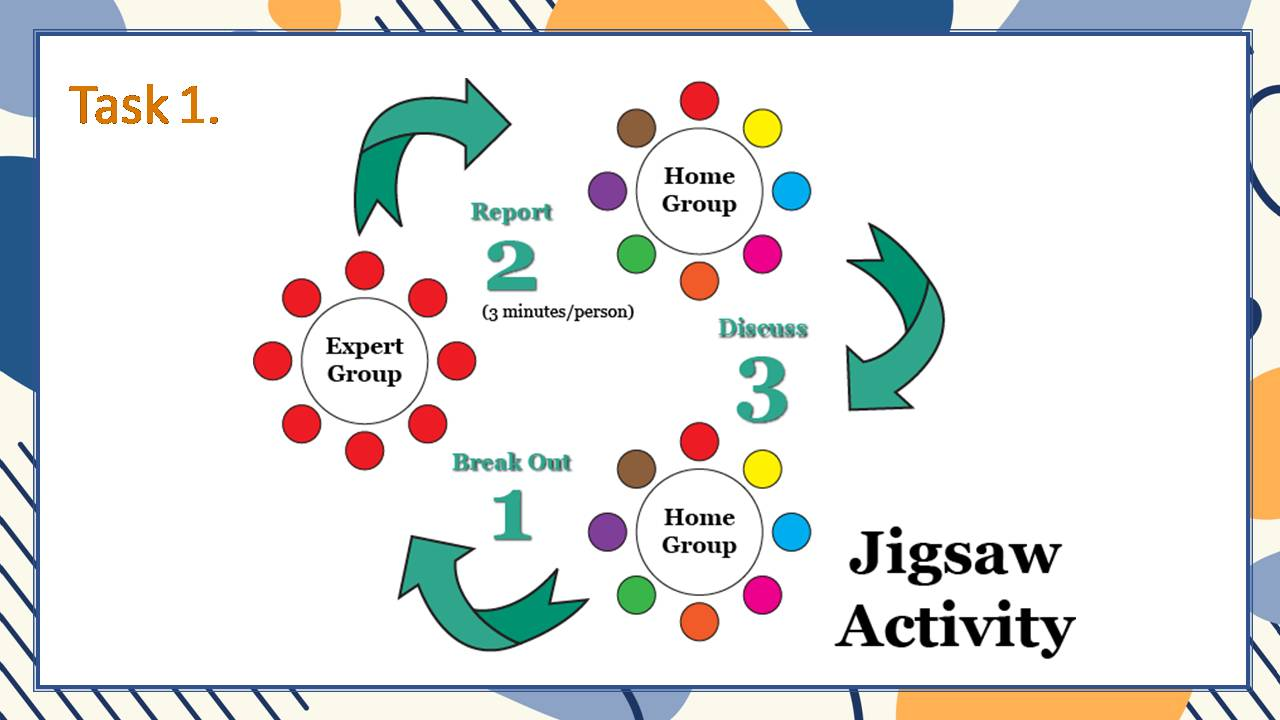 Task 1.
Home
Group
Report
2
(3 minutes/person)
Expert
Group
Discuss
3
Break Out
1
Home
Group
Jigsaw
Activity